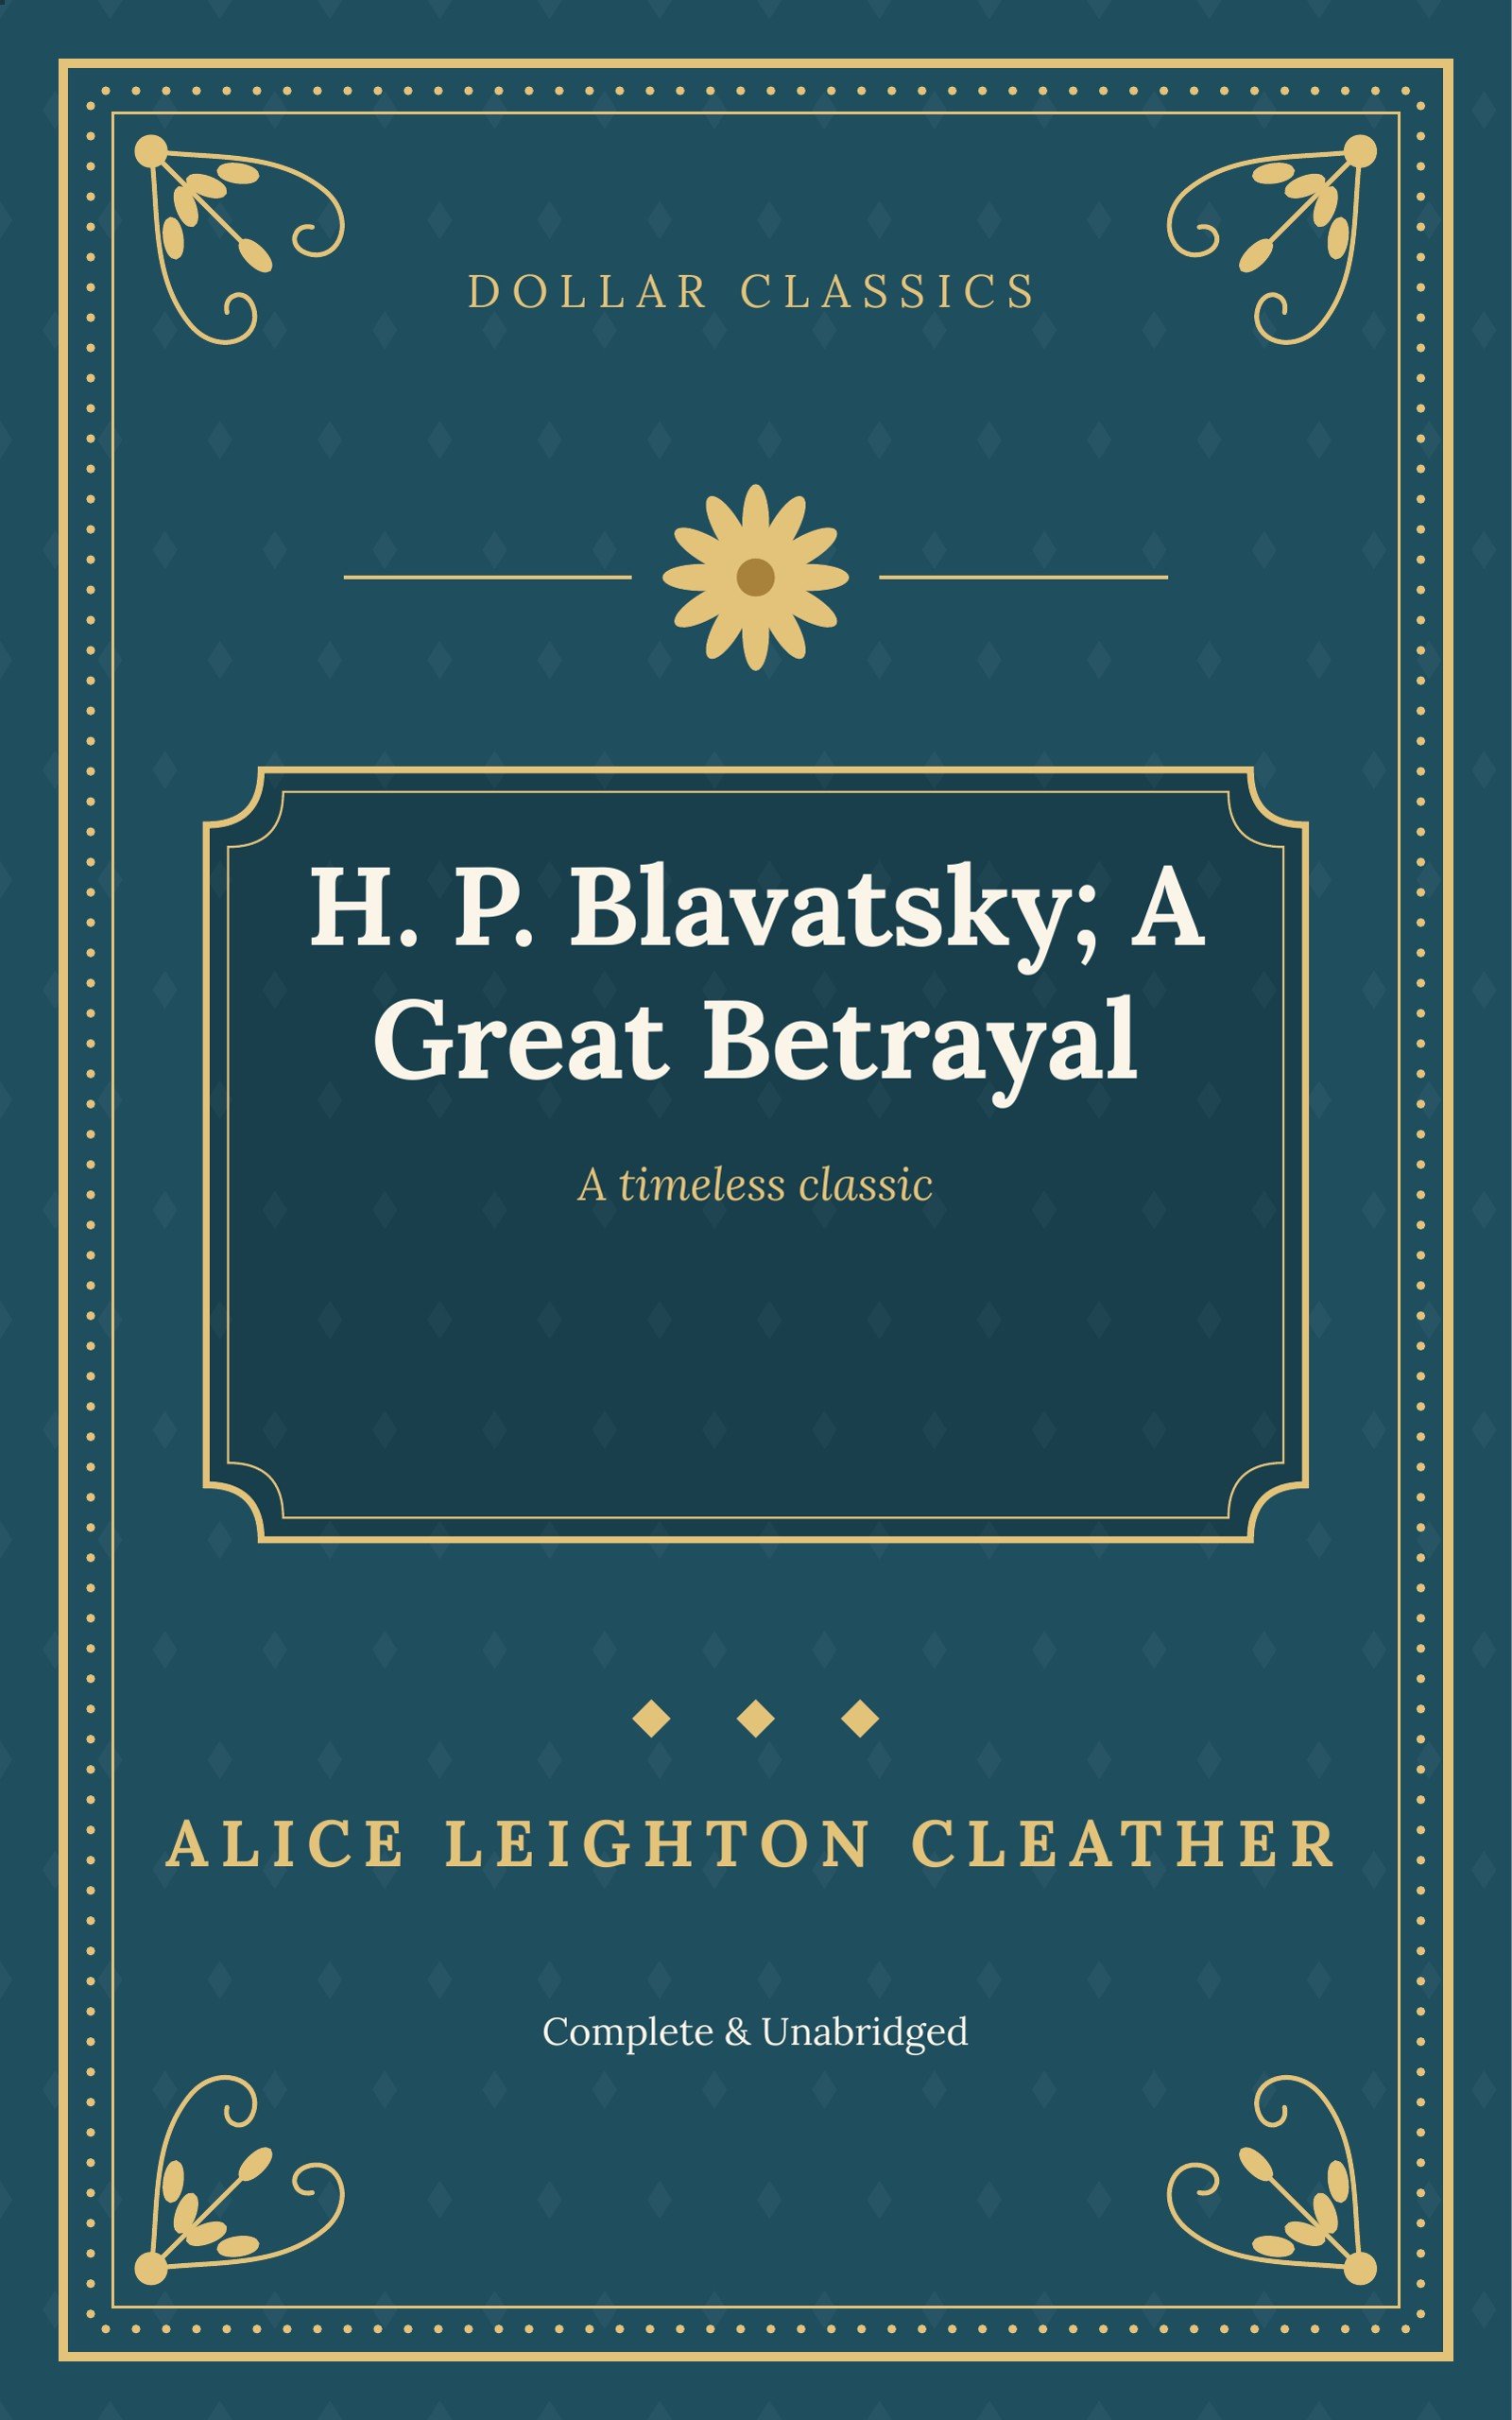 DOLLAR CLASSICS
H. P. Blavatsky; A
Great Betrayal
A timeless classic
ALICE LEIGHTON CLEATHER
Complete & Unabridged